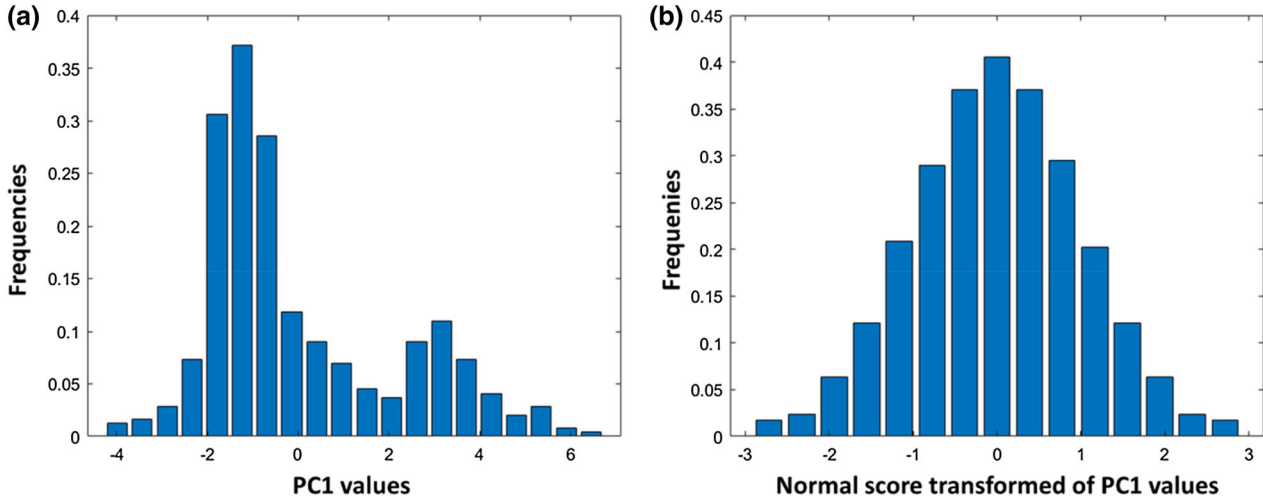 (a)
0.4
0.35
0.3
0.25
0.2
0.15
0.1
0.05
0
Frequencies
-4 -2 0 2 4 6
PC1 values
(b)
0.45
0.4
0.35
0.3
0.25
0.2
0.15
0.1
0.05
0
Frequenies
-3 -2 -1 0 1 2 3
Normal score transformed of PC1 values